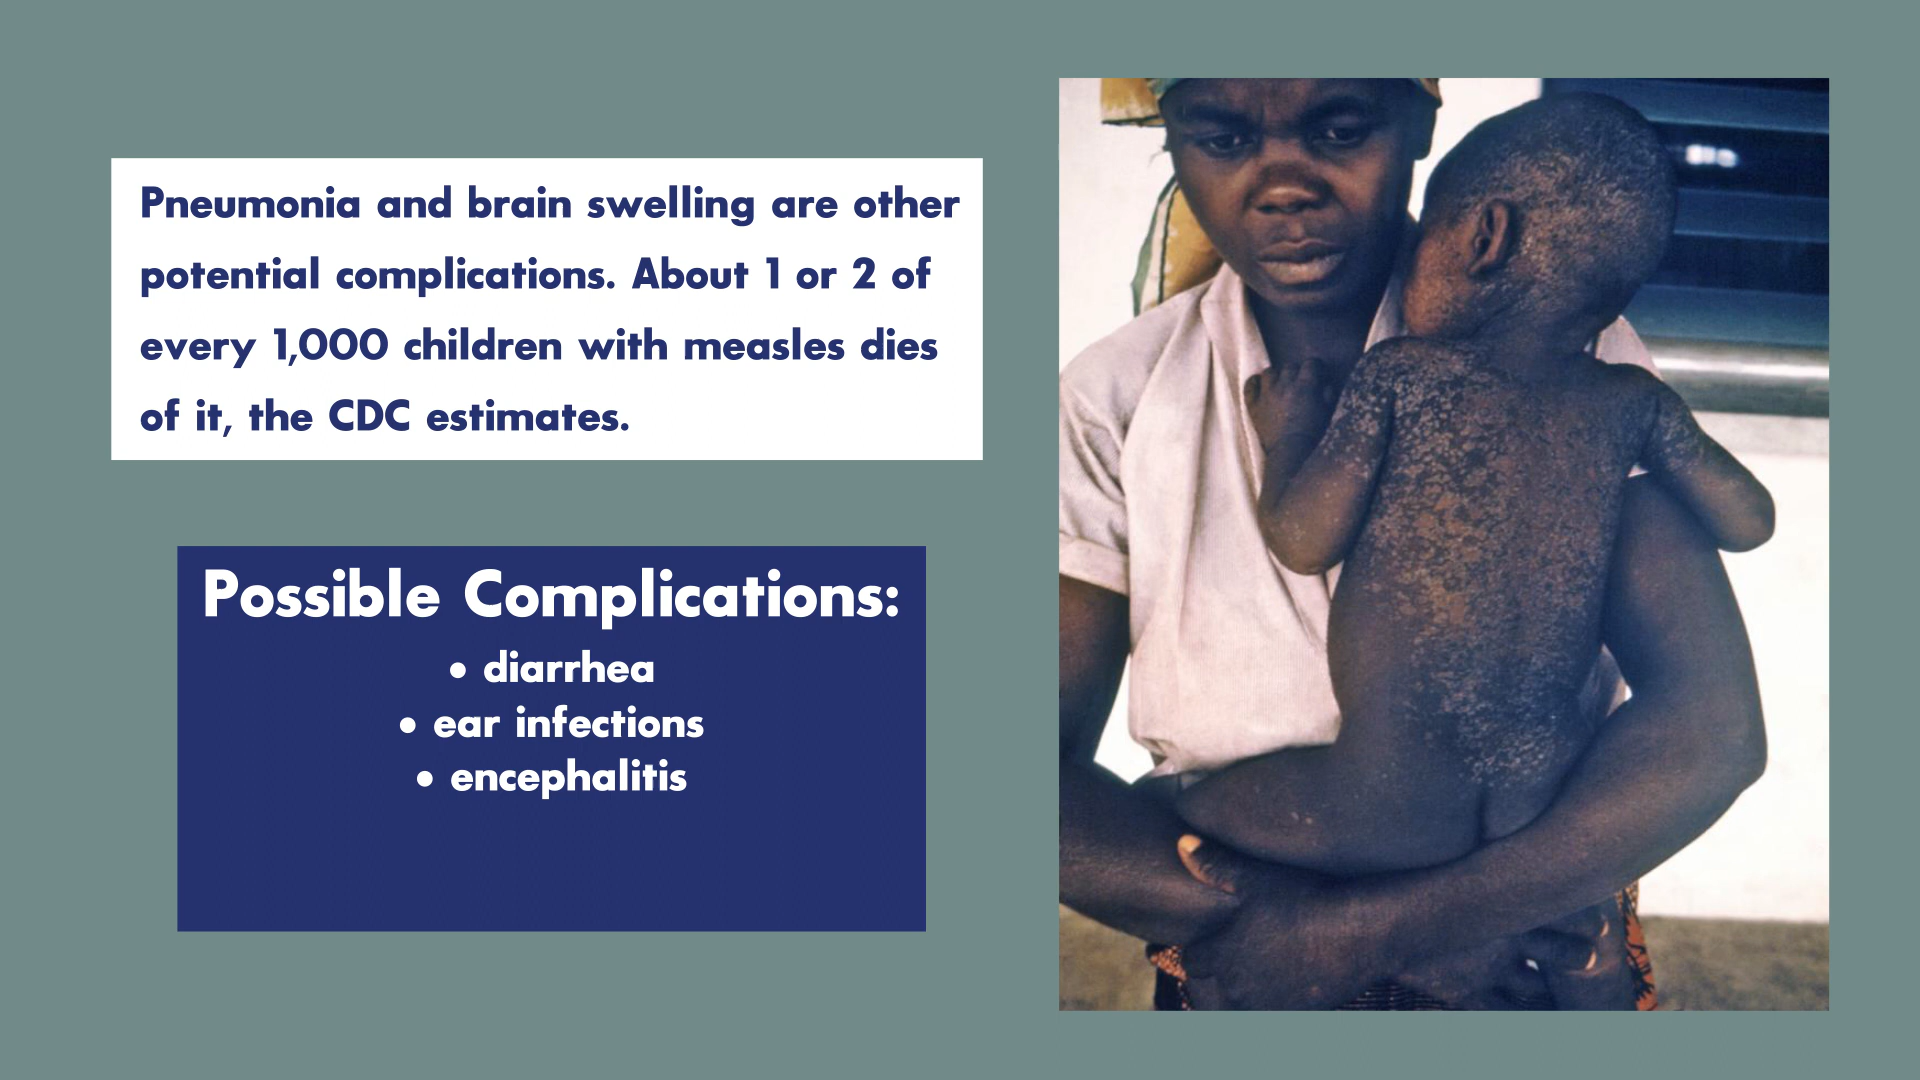 Pneumonia and brain swelling are other
potential complications. About 1 or 2 of
every 1,000 children with measles dies
of it, the CDC estimates.
Possible Complications:
• diarrhea
• ear infections
• encephalitis